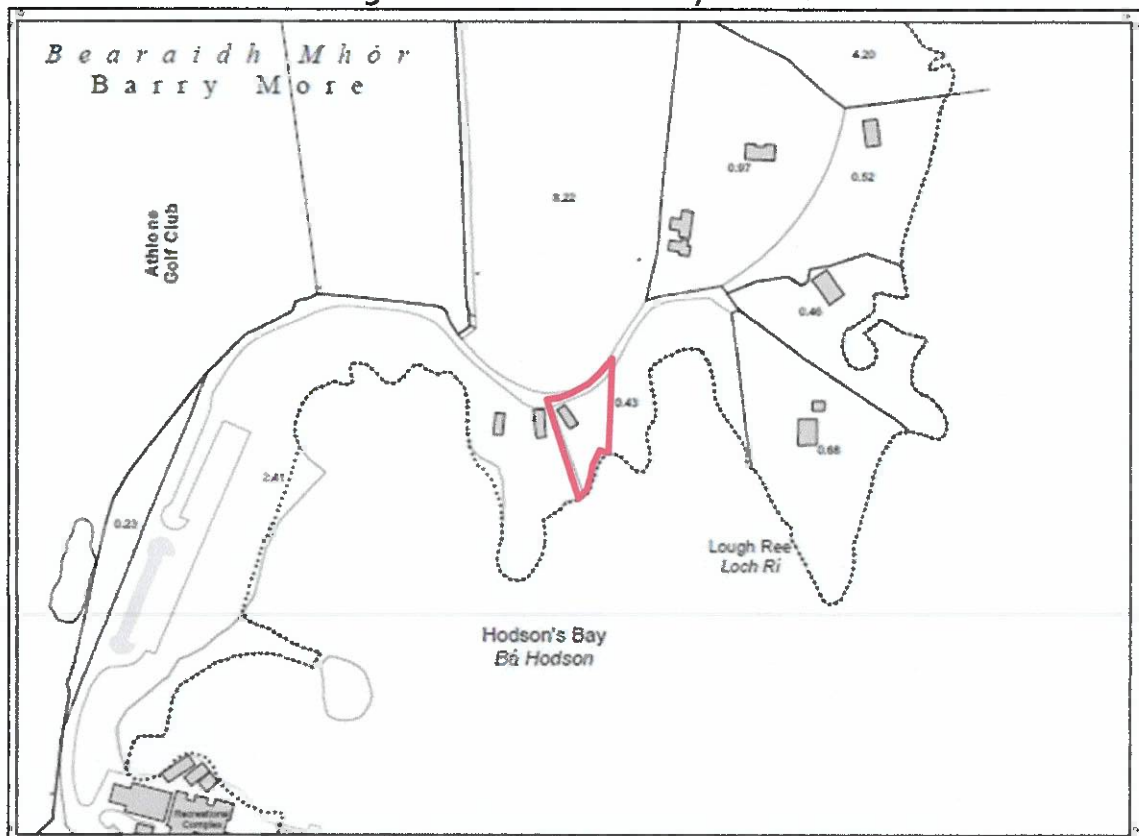 Bearaidh Mhór
Barry More
4.20
0.97
0.52
8.22
Athlone
Golf Club
0.46
0.43
0.68
2.41
0.23
Lough Ree
Loch Rí
Hodson's Bay
Bá Hodson
Recreational
Complex